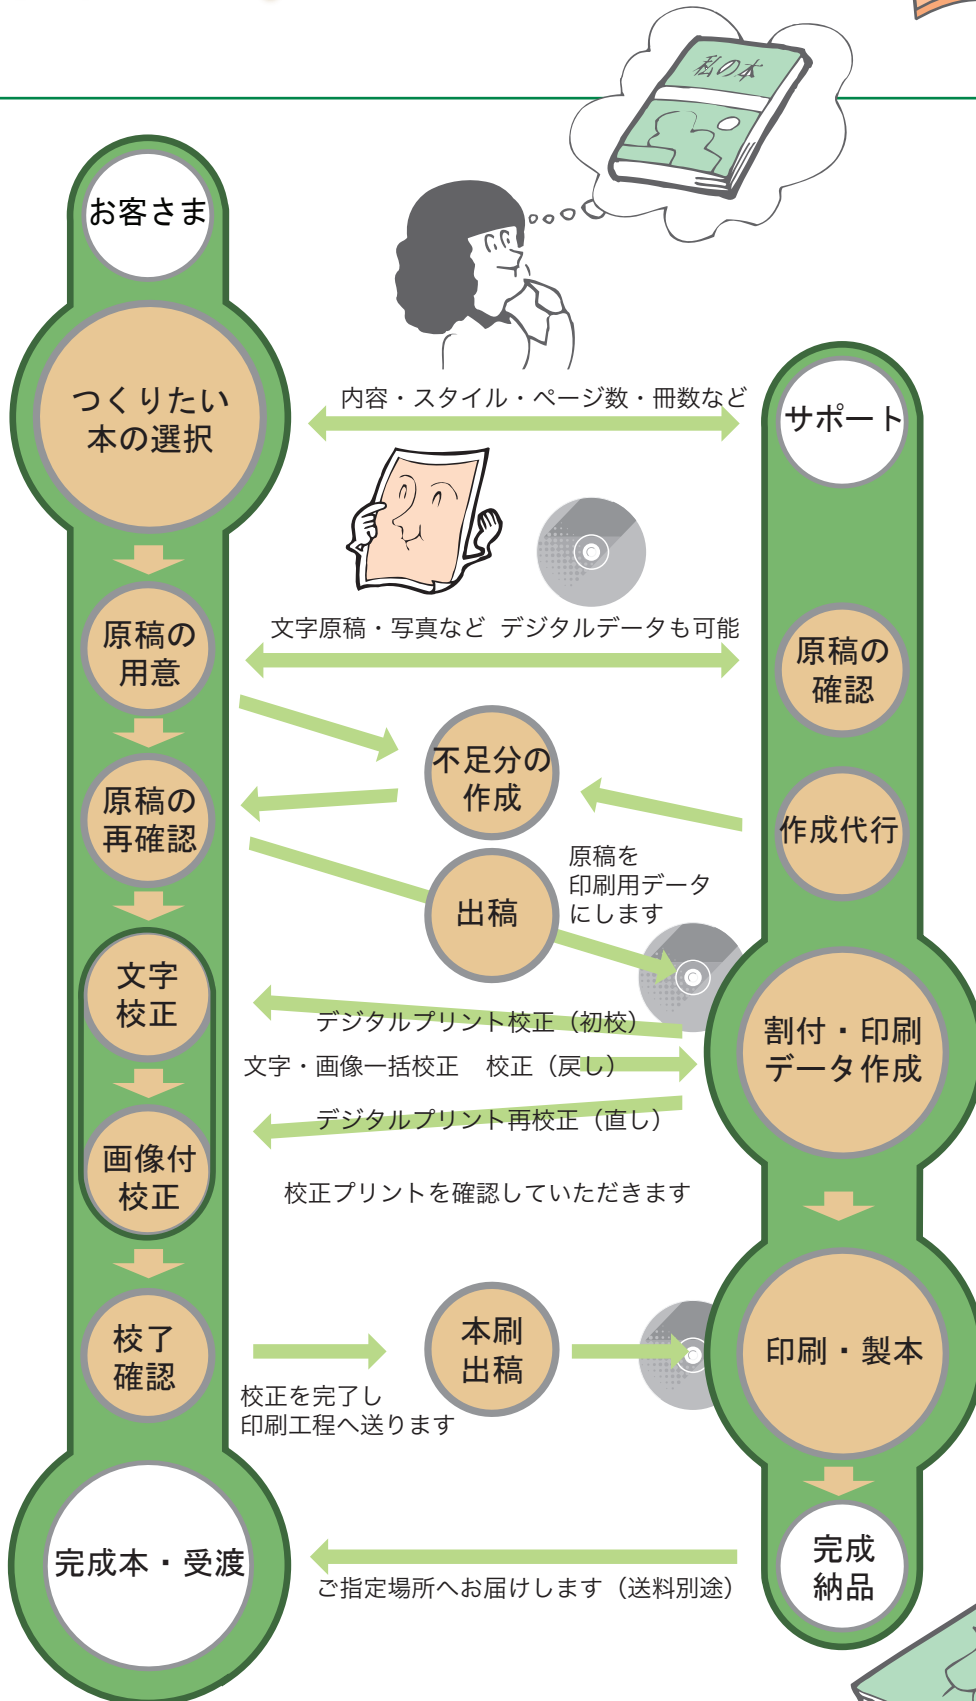 私の本
お客さま
つくりたい
本の選択
内容・スタイル・ページ数・冊数など
サポート
原稿の
用意
文字原稿・写真など デジタルデータも可能
原稿の
確認
不足分の
作成
原稿の
再確認
作成代行
出稿
原稿を
印刷用データ
にします
文字
校正
デジタルプリント校正（初校）
文字・画像一括校正　校正（戻し）
デジタルプリント再校正（直し）
割付・印刷
データ作成
画像付
校正
校正プリントを確認していただきます
校了
確認
本刷
出稿
印刷・製本
校正を完了し
印刷工程へ送ります
完成本・受渡
ご指定場所へお届けします（送料別途）
完成
納品